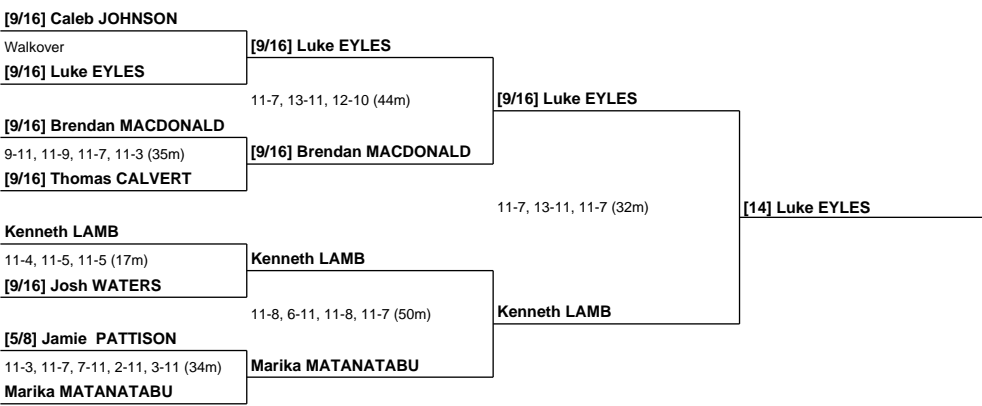 [9/16] Caleb JOHNSON
Walkover
[9/16] Luke EYLES
[9/16] Luke EYLES
11-7, 13-11, 12-10 (44m)
[9/16] Luke EYLES
[9/16] Brendan MACDONALD
9-11, 11-9, 11-7, 11-3 (35m)
[9/16] Brendan MACDONALD
[9/16] Thomas CALVERT
11-7, 13-11, 11-7 (32m)
[14] Luke EYLES
Kenneth LAMB
11-4, 11-5, 11-5 (17m)
Kenneth LAMB
[9/16] Josh WATERS
11-8, 6-11, 11-8, 11-7 (50m)
Kenneth LAMB
[5/8] Jamie  PATTISON
11-3, 11-7, 7-11, 2-11, 3-11 (34m)
Marika MATANATABU
Marika MATANATABU